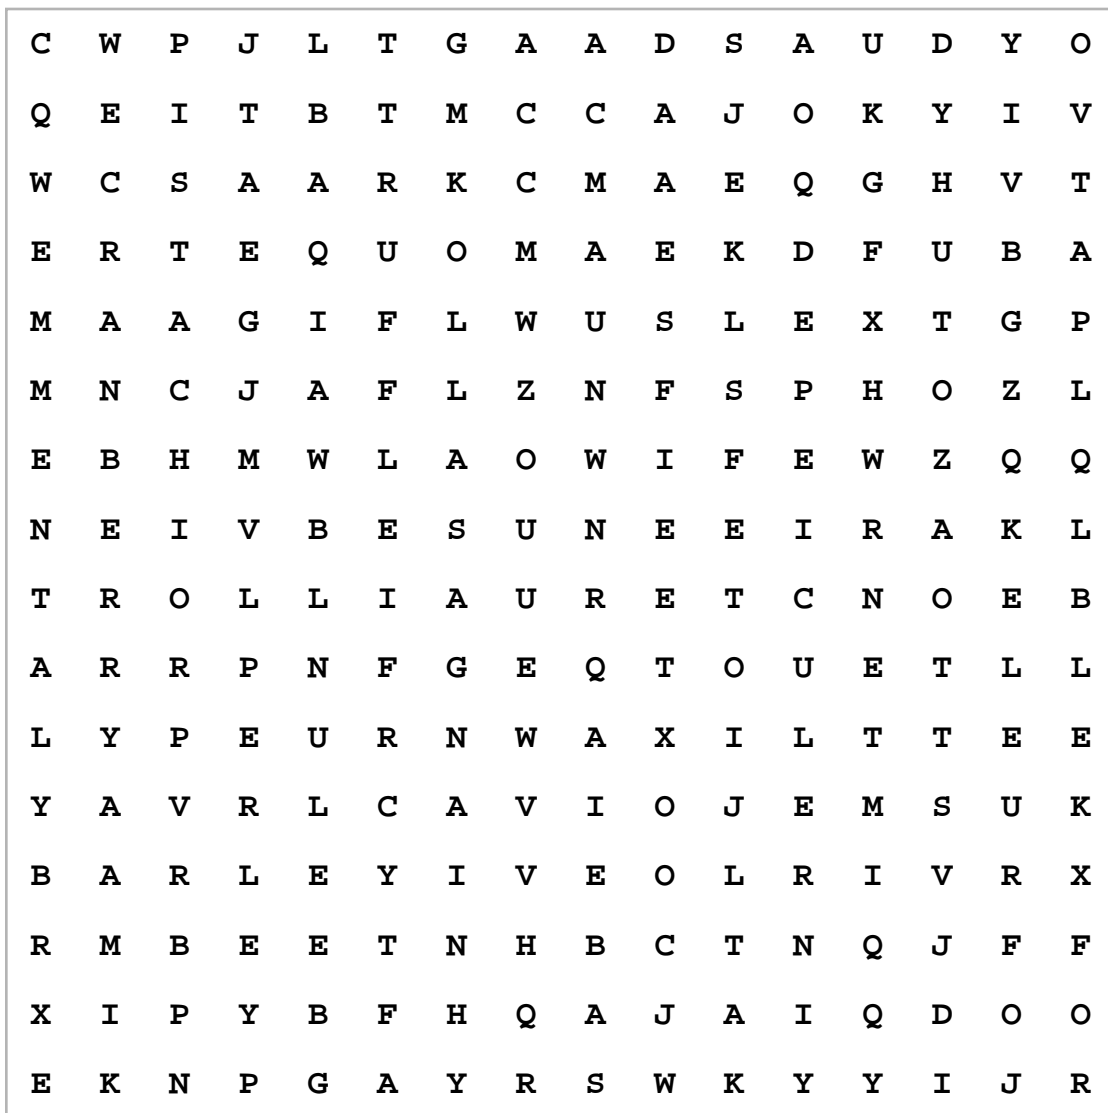 C W P J L T G A A D S A U D Y O
Q E I T B T M C C A J O K Y I V
W C S A A R K C M A E Q G H V T
E R T E Q U O M A E K D F U B A
M A A G I F L W U S L E X T G P
M N C J A F L Z N F S P H O Z L
E B H M W L A O W I F E W Z Q Q
N E I V B E S U N E E I R A K L
T R O L L I A U R E T C N O E B
A R R P N F G E Q T O U E T L L
L Y P E U R N W A X I L T T E E
Y A V R L C A V I O J E M S U K
B A R L E Y I V E O L R I V R X
R M B E E T N H B C T N Q J F F
X I P Y B F H Q A J A I Q D O O
E K N P G A Y R S W K Y Y I J R